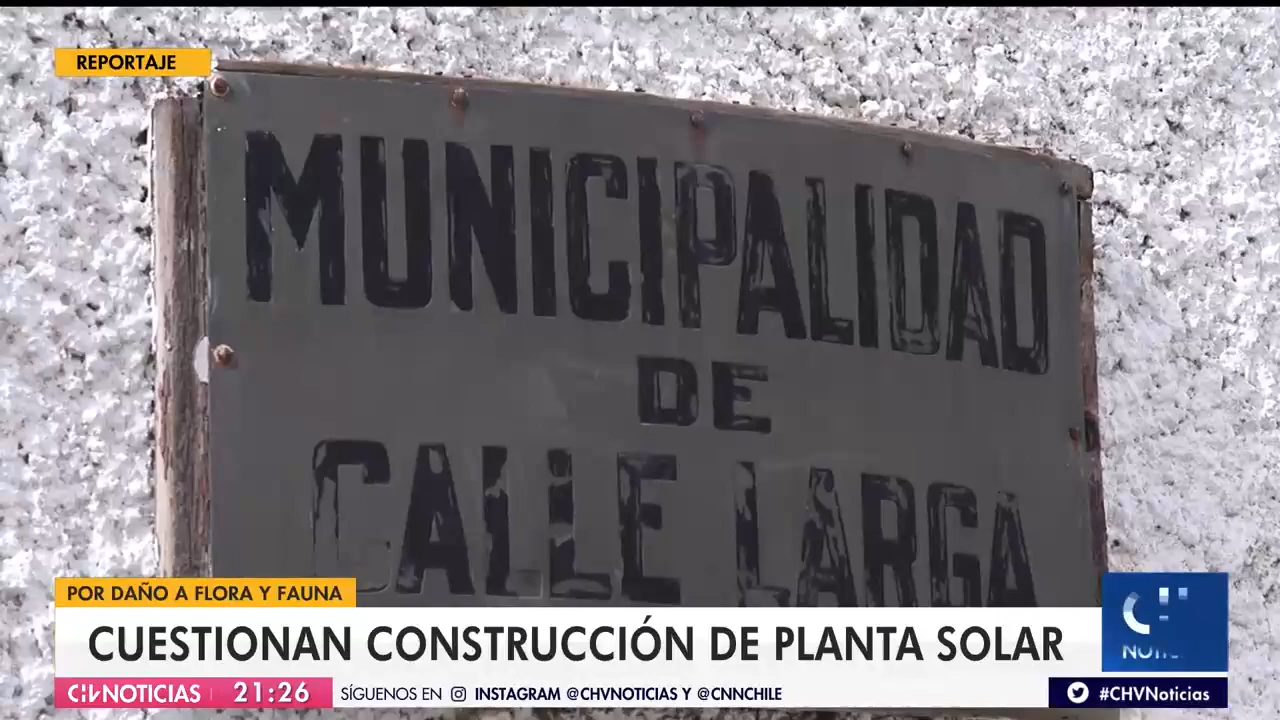 REPORTAJE
MUNICIPALIDAD
DE
CALLE LARGA
POR DAÑO A FLORA Y FAUNA
CUESTIONAN CONSTRUCCIÓN DE PLANTA SOLAR
CHVNOTICIAS 21:26 SÍGUENOS EN INSTAGRAM @CHVNOTICIAS Y @CNNCHILE
#CHVNoticias